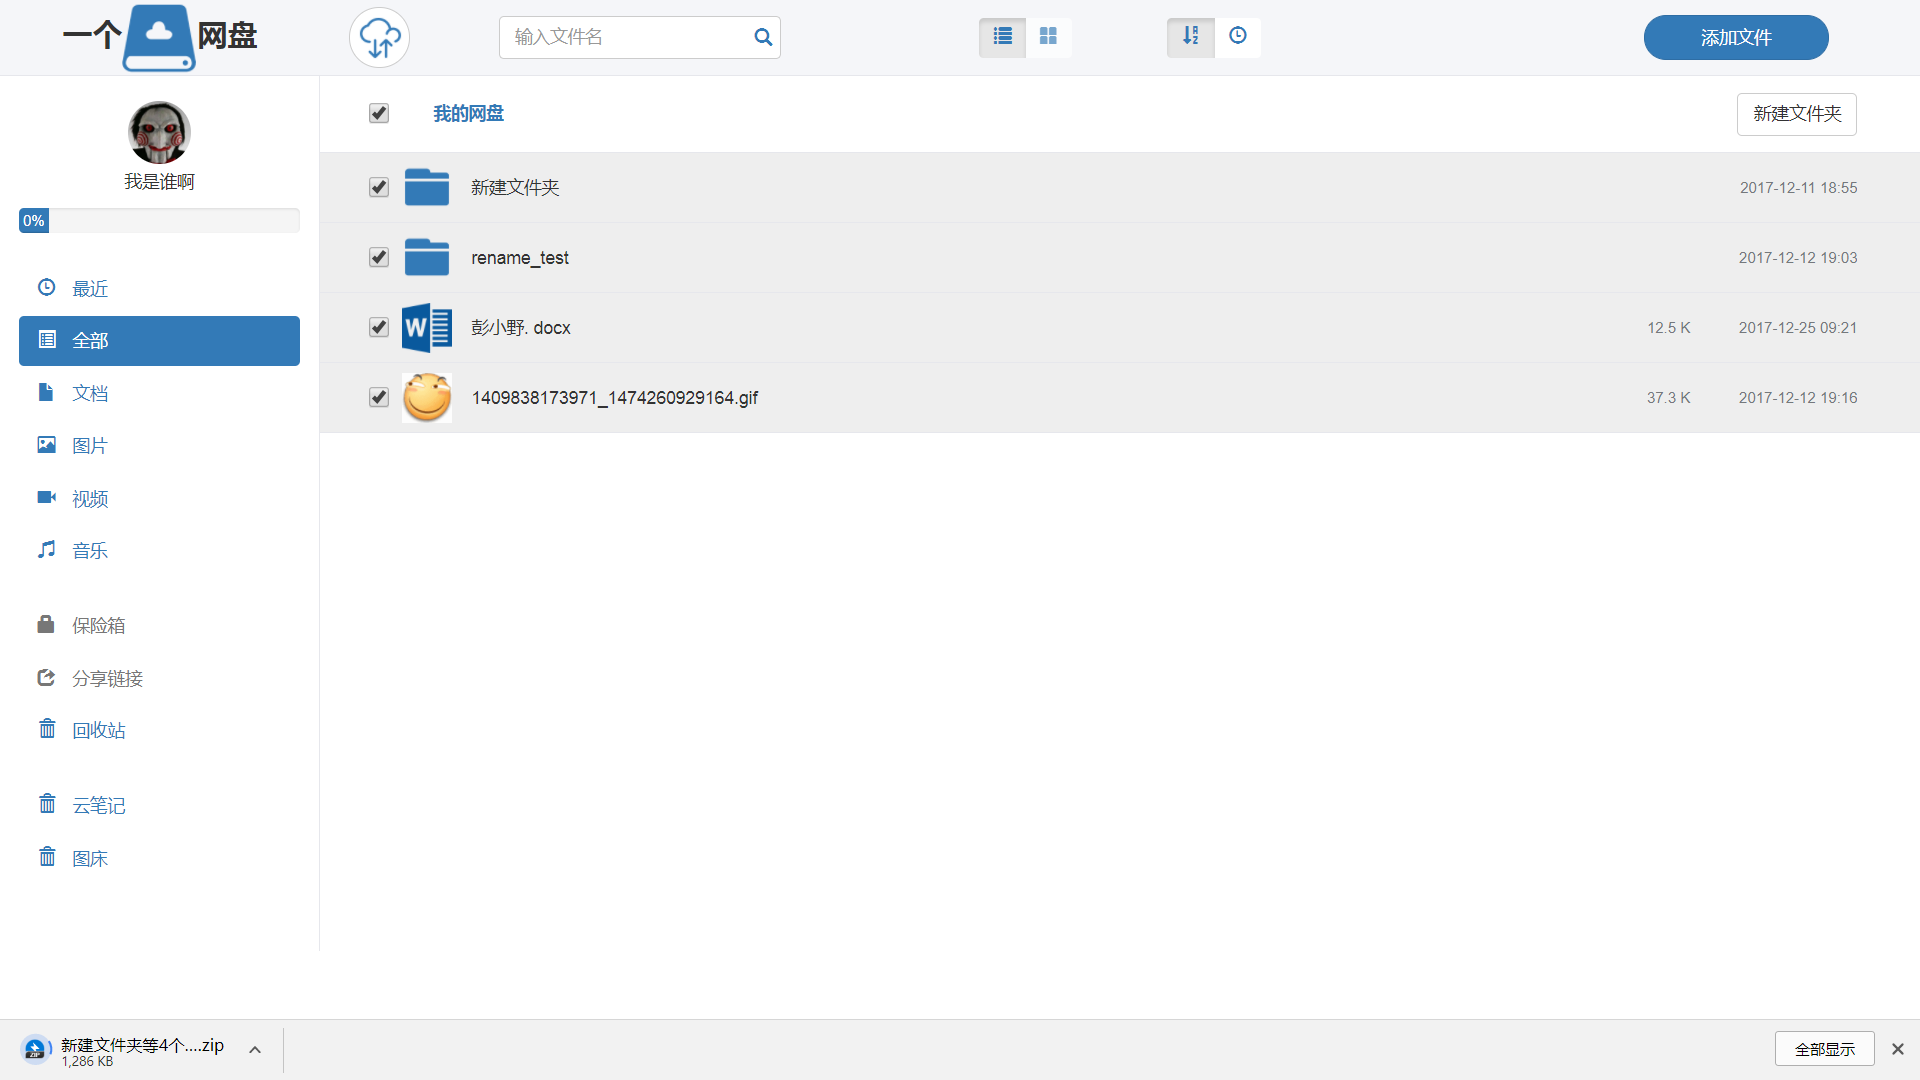 一个网盘
输入文件名
添加文件
我是谁啊
0%
最近
全部
文档
图片
视频
音乐
保险箱
分享链接
回收站
云笔记
图床
我的网盘
新建文件夹
新建文件夹 2017-12-11 18:55
rename_test 2017-12-12 19:03
彭小野. docx 12.5 K 2017-12-25 09:21
1409838173971_1474260929164.gif 37.3 K 2017-12-12 19:16
新建文件夹等4个....zip
1,286 KB
全部显示